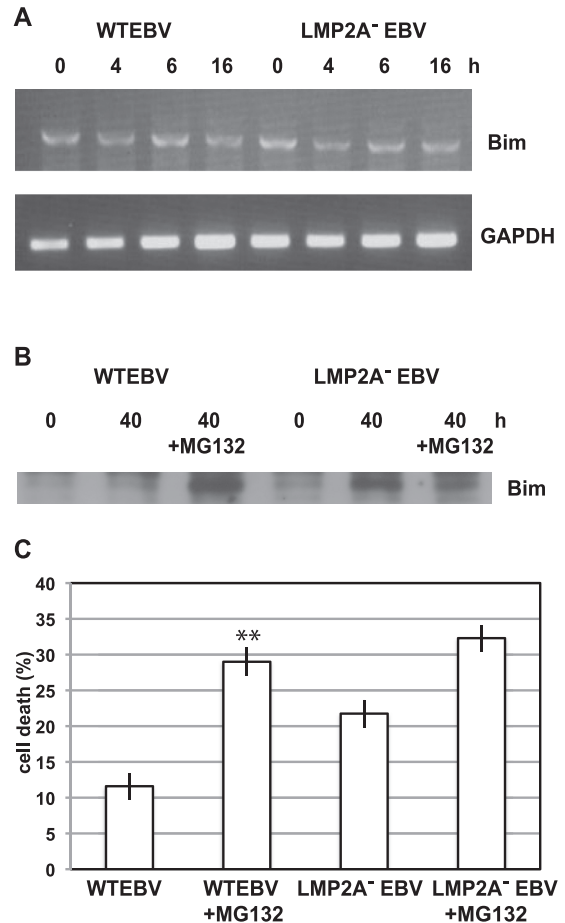 A
WTEBV LMP2A⁻ EBV
0 4 6 16 0 4 6 16 h
Bim
GAPDH
B
WTEBV LMP2A⁻ EBV
0 40 40 0 40 40 h
+MG132 +MG132
Bim
C
40
35
30
25
20
15
10
5
0
cell death (%)
**
WTEBV WTEBV LMP2A⁻ EBV LMP2A⁻ EBV
+MG132 +MG132